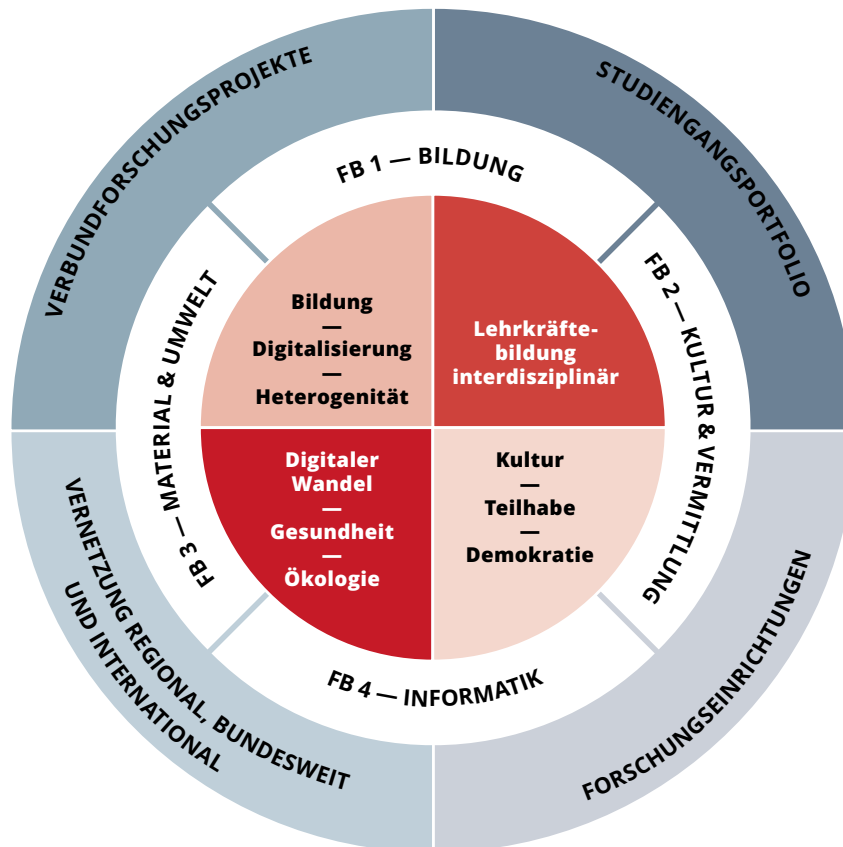 VERBUNDFORSCHUNGSPROJEKTE
STUDIENGANGSPORTFOLIO
FB 1 — BILDUNG
FB 2 — KULTUR & VERMITTLUNG
FB 3 — MATERIAL & UMWELT
Bildung
—
Digitalisierung
—
Heterogenität
Lehrkräfte-
bildung
interdisziplinär
Digitaler
Wandel
—
Gesundheit
—
Ökologie
Kultur
—
Teilhabe
—
Demokratie
FB 4 — INFORMATIK
VERNETZUNG REGIONAL, BUNDESWEIT
UND INTERNATIONAL
FORSCHUNGSEINRICHTUNGEN